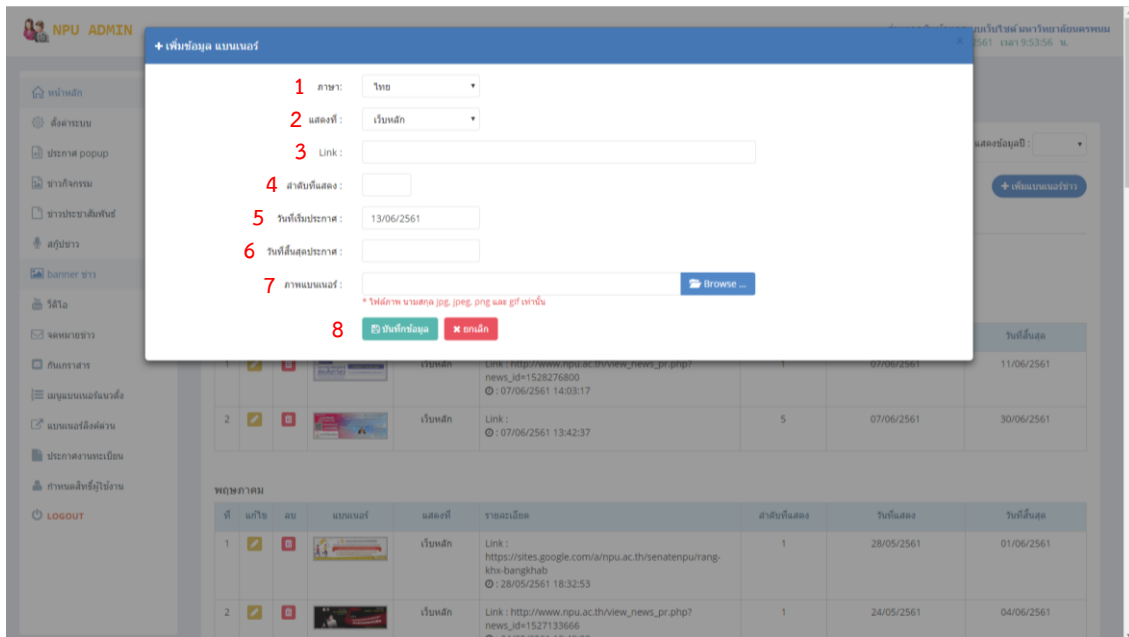 NPU ADMIN
2561 เวลา 9:53:56 น.
+ เพิ่มข้อมูล แบนเนอร์
×
1 ภาษา: ไทย
2 แสดงที่ : เว็บหลัก
3 Link :
4 ลำดับที่แสดง :
5 วันที่เริ่มประกาศ : 13/06/2561
6 วันที่สิ้นสุดประกาศ :
7 ภาพแบนเนอร์ : Browse ...
* ไฟล์ภาพ นามสกุล jpg, jpeg, png และ gif เท่านั้น
8 บันทึกข้อมูล ยกเลิก
หน้าหลัก
ตั้งค่าระบบ
ประกาศ popup
ข่าวกิจกรรม
ข่าวประชาสัมพันธ์
สกู๊ปข่าว
banner ข่าว
วีดีโอ
จดหมายข่าว
กันภราสาร
เมนูแบนเนอร์แนวตั้ง
แบนเนอร์ลิงค์ด่วน
ประกาศงานทะเบียน
กำหนดสิทธิ์ผู้ใช้งาน
LOGOUT
แสดงข้อมูลปี :
+ เพิ่มแบนเนอร์ข่าว
วันที่สิ้นสุด
1 เว็บหลัก Link : http://www.npu.ac.th/view_news_pr.php? 1 07/06/2561 11/06/2561
news_id=1528276800
: 07/06/2561 14:03:17
2 เว็บหลัก Link : 5 07/06/2561 30/06/2561
: 07/06/2561 13:42:37
พฤษภาคม
ที่ แก้ไข ลบ แบนเนอร์ แสดงที่ รายละเอียด ลำดับที่แสดง วันที่แสดง วันที่สิ้นสุด
1 เว็บหลัก Link : 1 28/05/2561 01/06/2561
https://sites.google.com/a/npu.ac.th/senatenpu/rang-
khx-bangkhab
: 28/05/2561 18:32:53
2 เว็บหลัก Link : http://www.npu.ac.th/view_news_pr.php? 1 24/05/2561 04/06/2561
news_id=1527133666